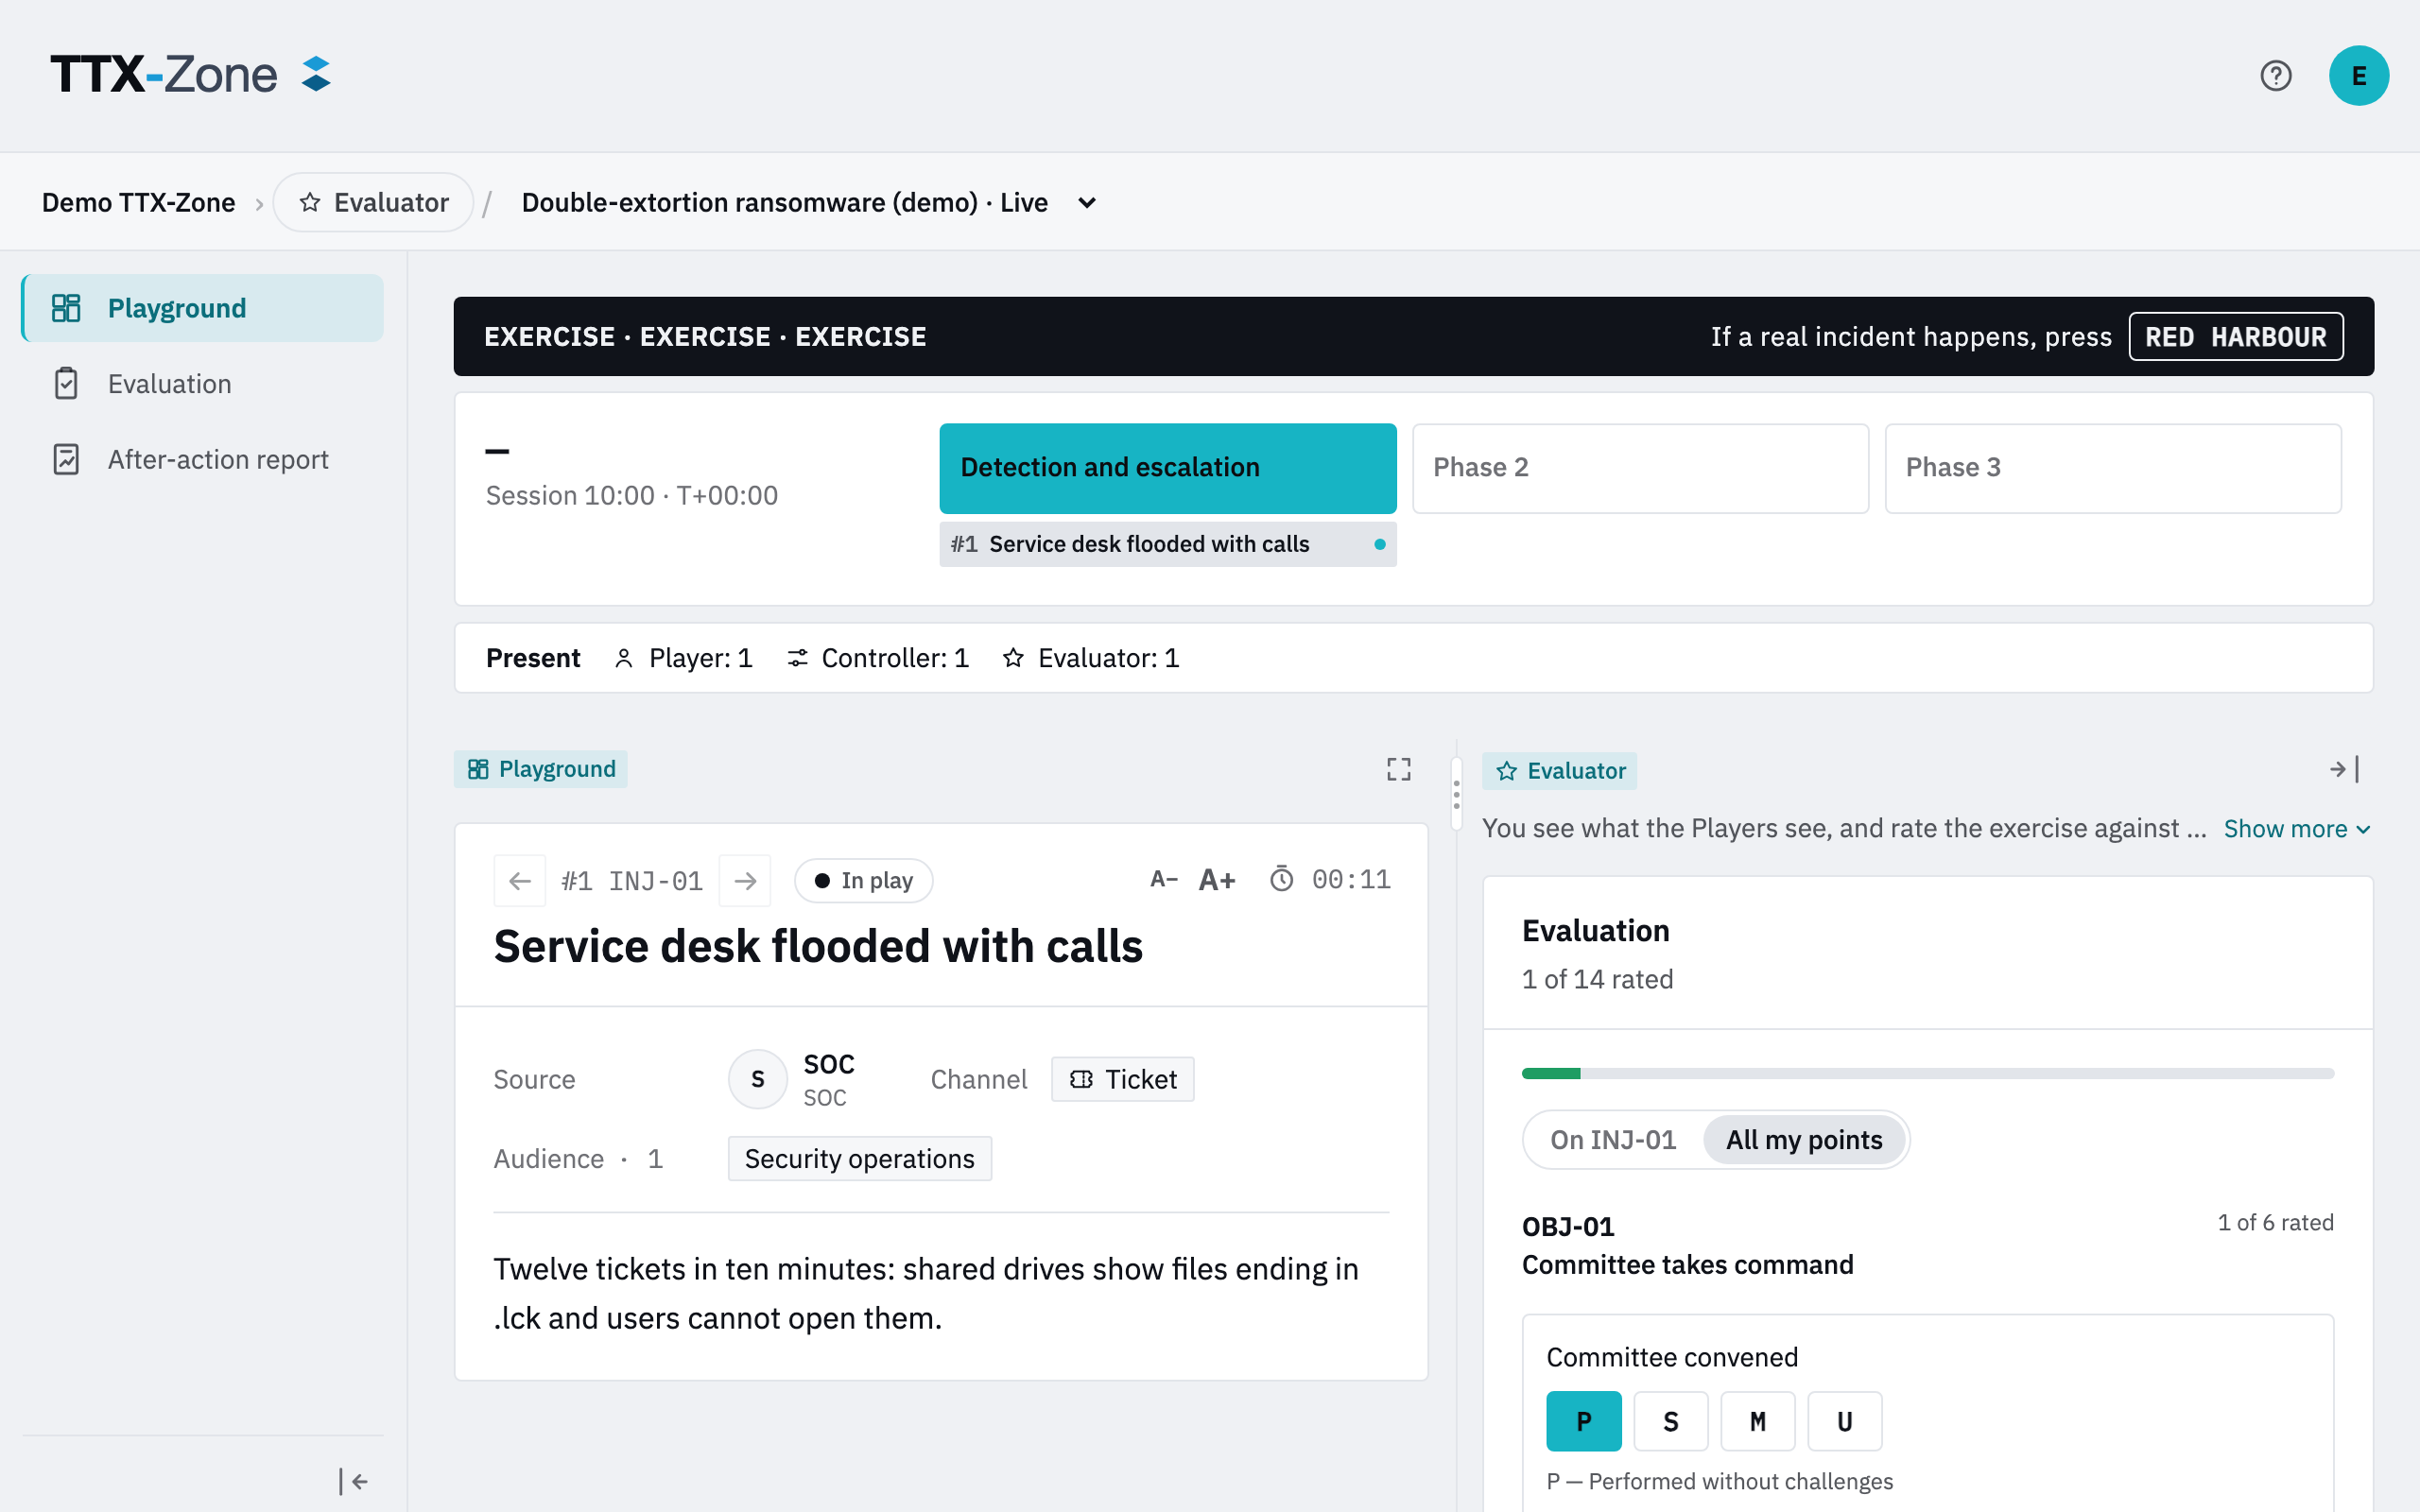 TTX-Zone
E
Demo TTX-Zone › Evaluator / Double-extortion ransomware (demo) · Live
Playground
Evaluation
After-action report
EXERCISE · EXERCISE · EXERCISE
If a real incident happens, press RED HARBOUR
–
Session 10:00 · T+00:00
Detection and escalation
Phase 2
Phase 3
#1 Service desk flooded with calls
Present Player: 1 Controller: 1 Evaluator: 1
Playground
#1 INJ-01 In play A− A+ 00:11
Service desk flooded with calls
Source S SOC Channel Ticket
SOC
Audience · 1 Security operations
Twelve tickets in ten minutes: shared drives show files ending in
.lck and users cannot open them.
Evaluator
You see what the Players see, and rate the exercise against ... Show more
Evaluation
1 of 14 rated
On INJ-01 All my points
OBJ-01 1 of 6 rated
Committee takes command
Committee convened
P S M U
P — Performed without challenges